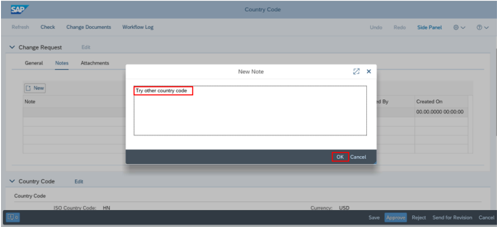 SAP
Country Code
Refresh Check Change Documents Workflow Log Undo Redo Side Panel
Change Request Edit
General Notes Attachments
New
Note Created On
00.00.0000 00:00:00
New Note
Try other country code
OK Cancel
Country Code Edit
Country Code
ISO Country Code: HN Currency: USD
Save Approve Reject Send for Revision Cancel